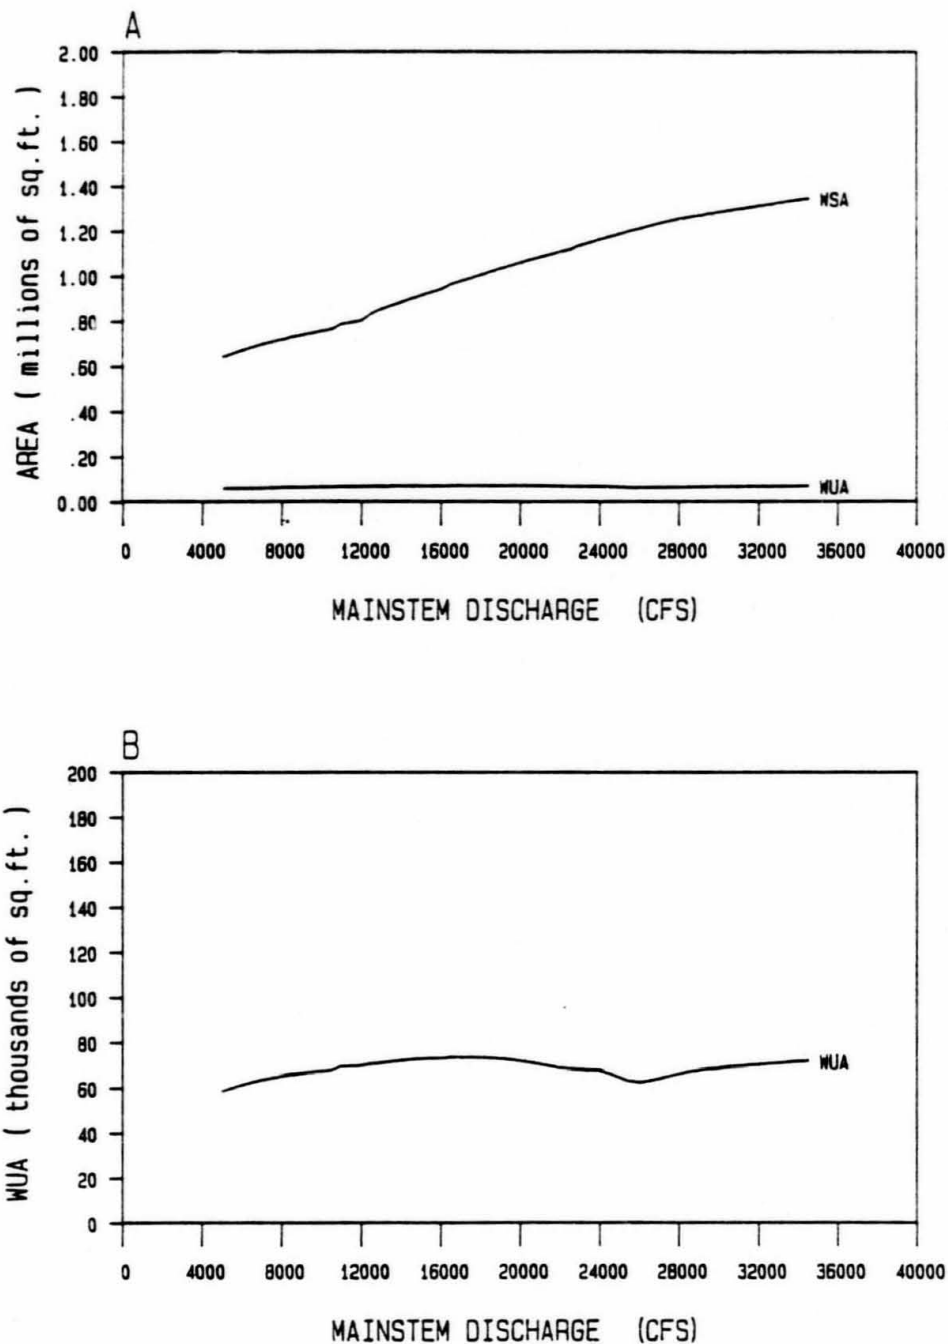 A
AREA ( millions of sq.ft. )
2.00
1.80
1.60
1.40
1.20
1.00
.80
.60
.40
.20
0.00
WSA
WUA
0 4000 8000 12000 16000 20000 24000 28000 32000 36000 40000
MAINSTEM DISCHARGE (CFS)
B
WUA ( thousands of sq.ft. )
200
180
160
140
120
100
80
60
40
20
0
WUA
0 4000 8000 12000 16000 20000 24000 28000 32000 36000 40000
MAINSTEM DISCHARGE (CFS)